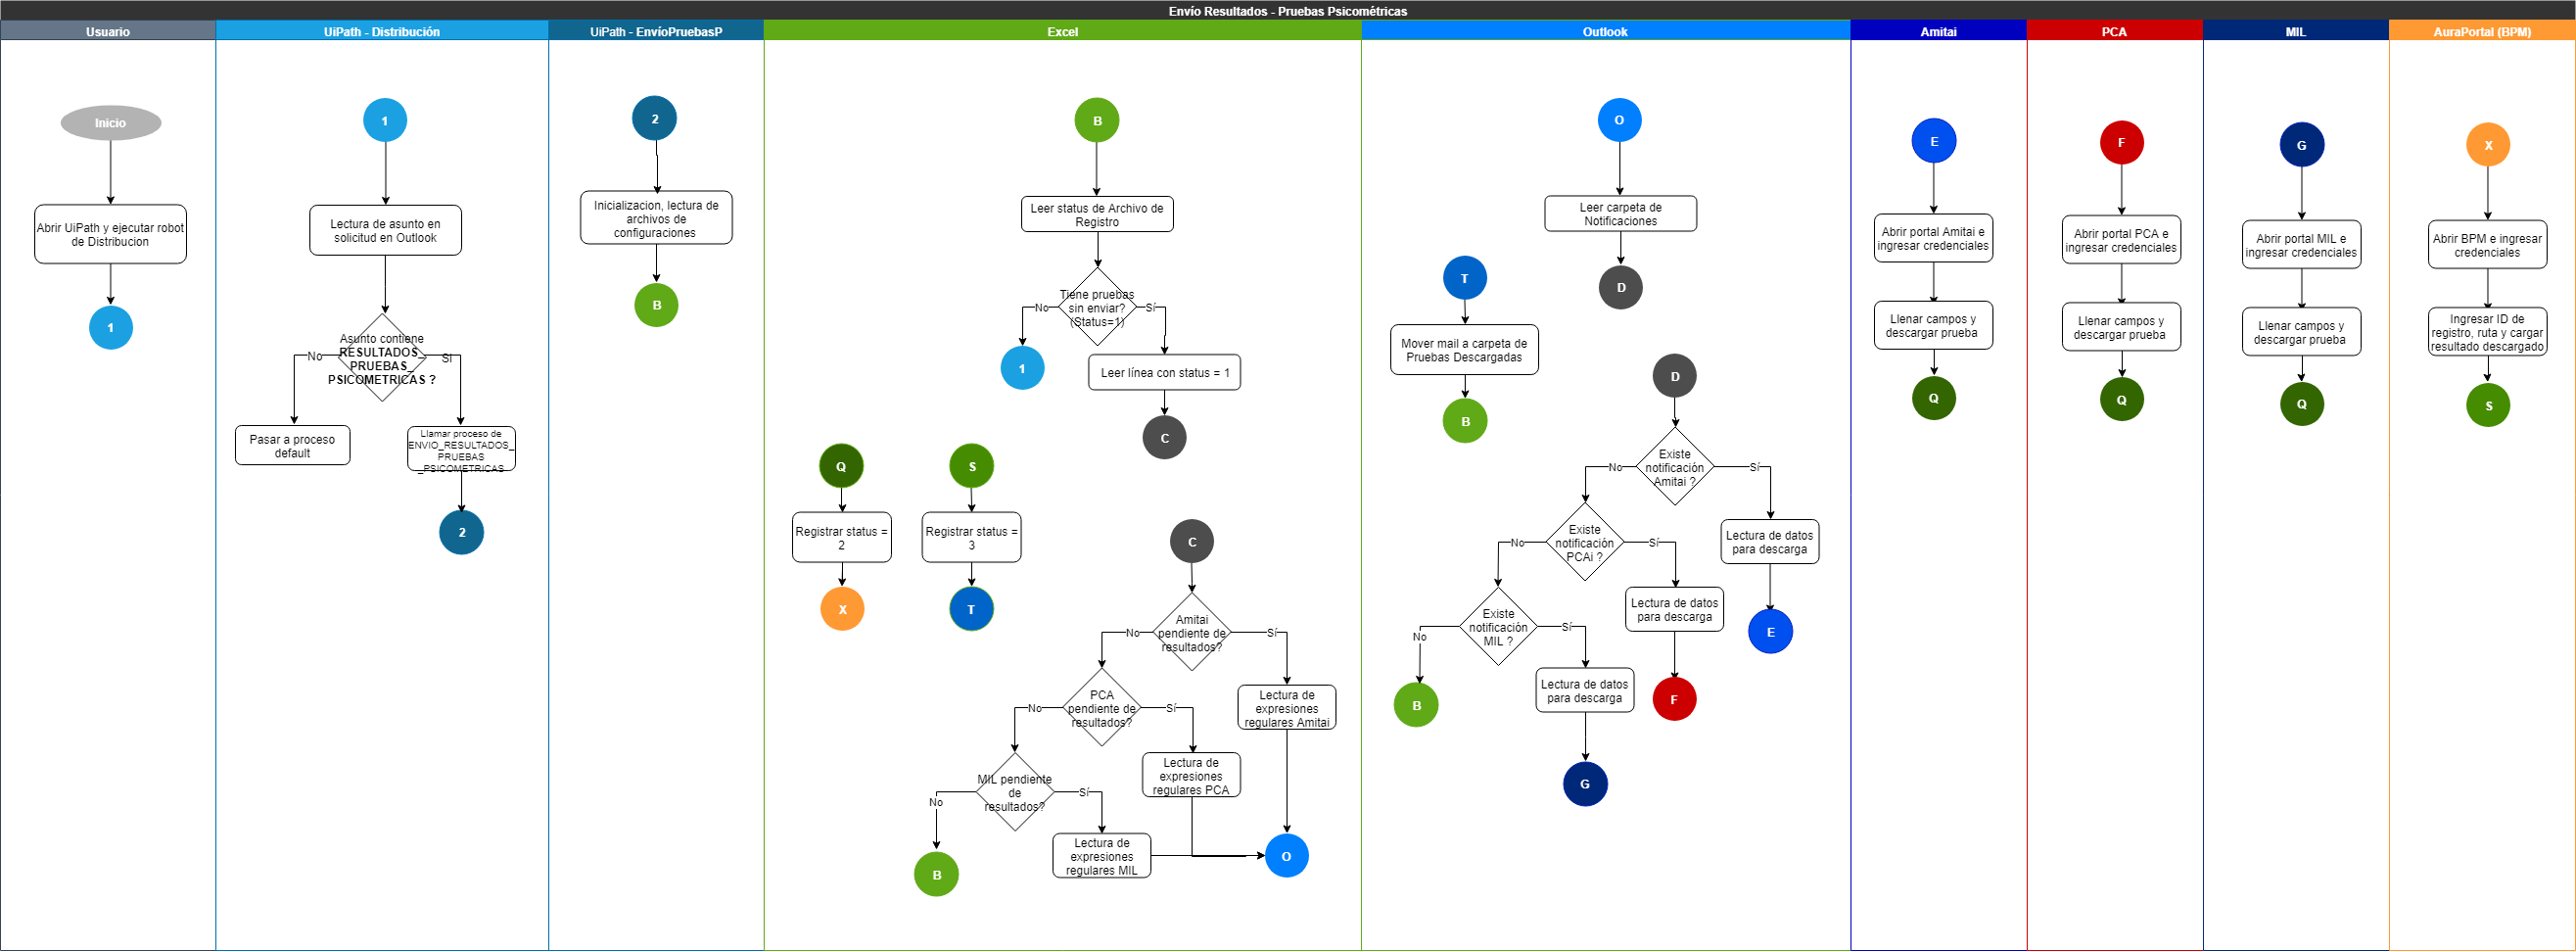 Envío Resultados - Pruebas Psicométricas
Usuario
UiPath - Distribución
UiPath - EnvíoPruebasP
Excel
Outlook
Amitai
PCA
MIL
AuraPortal (BPM)
Inicio
Abrir UiPath y ejecutar robot
de Distribucion
1
1
Lectura de asunto en
solicitud en Outlook
Asunto contiene
RESULTADOS_
PRUEBAS_
PSICOMETRICAS ?
No
Sí
Pasar a proceso
default
Llamar proceso de
ENVIO_RESULTADOS_
PRUEBAS
_PSICOMETRICAS
2
2
Inicializacion, lectura de
archivos de
configuraciones
B
B
Leer status de Archivo de
Registro
Tiene pruebas
sin enviar?
(Status=1)
No
Sí
1
Leer línea con status = 1
C
Q
Registrar status =
2
X
S
Registrar status =
3
T
C
Amitai
pendiente de
resultados?
No
Sí
PCA
pendiente de
resultados?
No
Sí
Lectura de
expresiones
regulares Amitai
MIL pendiente
de
resultados?
No
Sí
Lectura de
expresiones
regulares PCA
B
Lectura de
expresiones
regulares MIL
O
O
Leer carpeta de
Notificaciones
D
T
Mover mail a carpeta de
Pruebas Descargadas
B
D
Existe
notificación
Amitai ?
No
Sí
Existe
notificación
PCAi ?
No
Sí
Lectura de datos
para descarga
E
Existe
notificación
MIL ?
No
Sí
Lectura de datos
para descarga
F
B
Lectura de datos
para descarga
G
E
Abrir portal Amitai e
ingresar credenciales
Llenar campos y
descargar prueba
Q
F
Abrir portal PCA e
ingresar credenciales
Llenar campos y
descargar prueba
Q
G
Abrir portal MIL e
ingresar credenciales
Llenar campos y
descargar prueba
Q
X
Abrir BPM e ingresar
credenciales
Ingresar ID de
registro, ruta y cargar
resultado descargado
S